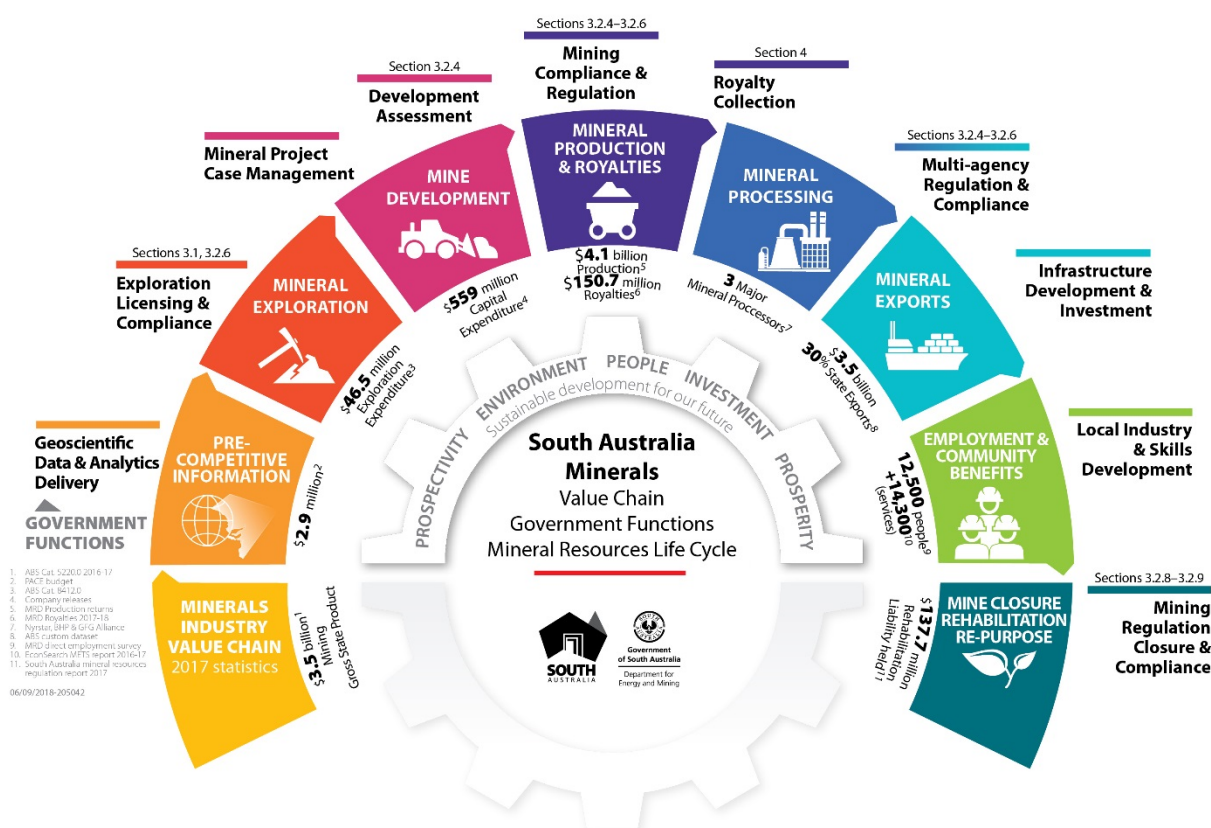 Sections 3.2.4–3.2.6
Mining
Compliance &
Regulation
Section 4
Royalty
Collection
Section 3.2.4
Development
Assessment
Sections 3.2.4–3.2.6
Multi-agency
Regulation &
Compliance
Mineral Project
Case Management
Infrastructure
Development &
Investment
Sections 3.1, 3.2.6
Exploration
Licensing &
Compliance
Local Industry
& Skills
Development
Geoscientific
Data & Analytics
Delivery
GOVERNMENT
FUNCTIONS
Sections 3.2.8–3.2.9
Mining
Regulation
Closure
& Compliance
MINERALS
INDUSTRY
VALUE CHAIN
2017 statistics
$3.5 billion1
Mining
Gross State Product
PRE-
COMPETITIVE
INFORMATION
$2.9 million2
MINERAL
EXPLORATION
$46.5 million
Exploration
Expenditure3
MINE
DEVELOPMENT
$559 million
Capital
Expenditure4
MINERAL
PRODUCTION
& ROYALTIES
$4.1 billion
Production5
$150.7 million
Royalties6
MINERAL
PROCESSING
3 Major
Mineral Proccessors7
MINERAL
EXPORTS
$3.5 billion
30% State Exports8
EMPLOYMENT &
COMMUNITY
BENEFITS
12,500 people9
+14,30010
(services)
MINE CLOSURE
REHABILITATION
RE-PURPOSE
$137.7 million
Rehabilitation
Liability held11
PROSPECTIVITY ENVIRONMENT PEOPLE INVESTMENT PROSPERITY
Sustainable development for our future
South Australia
Minerals
Value Chain
Government Functions
Mineral Resources Life Cycle
SOUTH
AUSTRALIA
SOUTH
AUSTRALIA
Government
of South Australia
Department for
Energy and Mining
1. ABS Cat. 5220.0 2016-17
2. PACE budget
3. ABS Cat. 8412.0
4. Company releases
5. MRD Production returns
6. MRD Royalties 2017-18
7. Nyrstar, BHP & GFG Alliance
8. ABS custom dataset
9. MRD direct employment survey
10. EconSearch METS report 2016-17
11. South Australia mineral resources
regulation report 2017
06/09/2018-205042